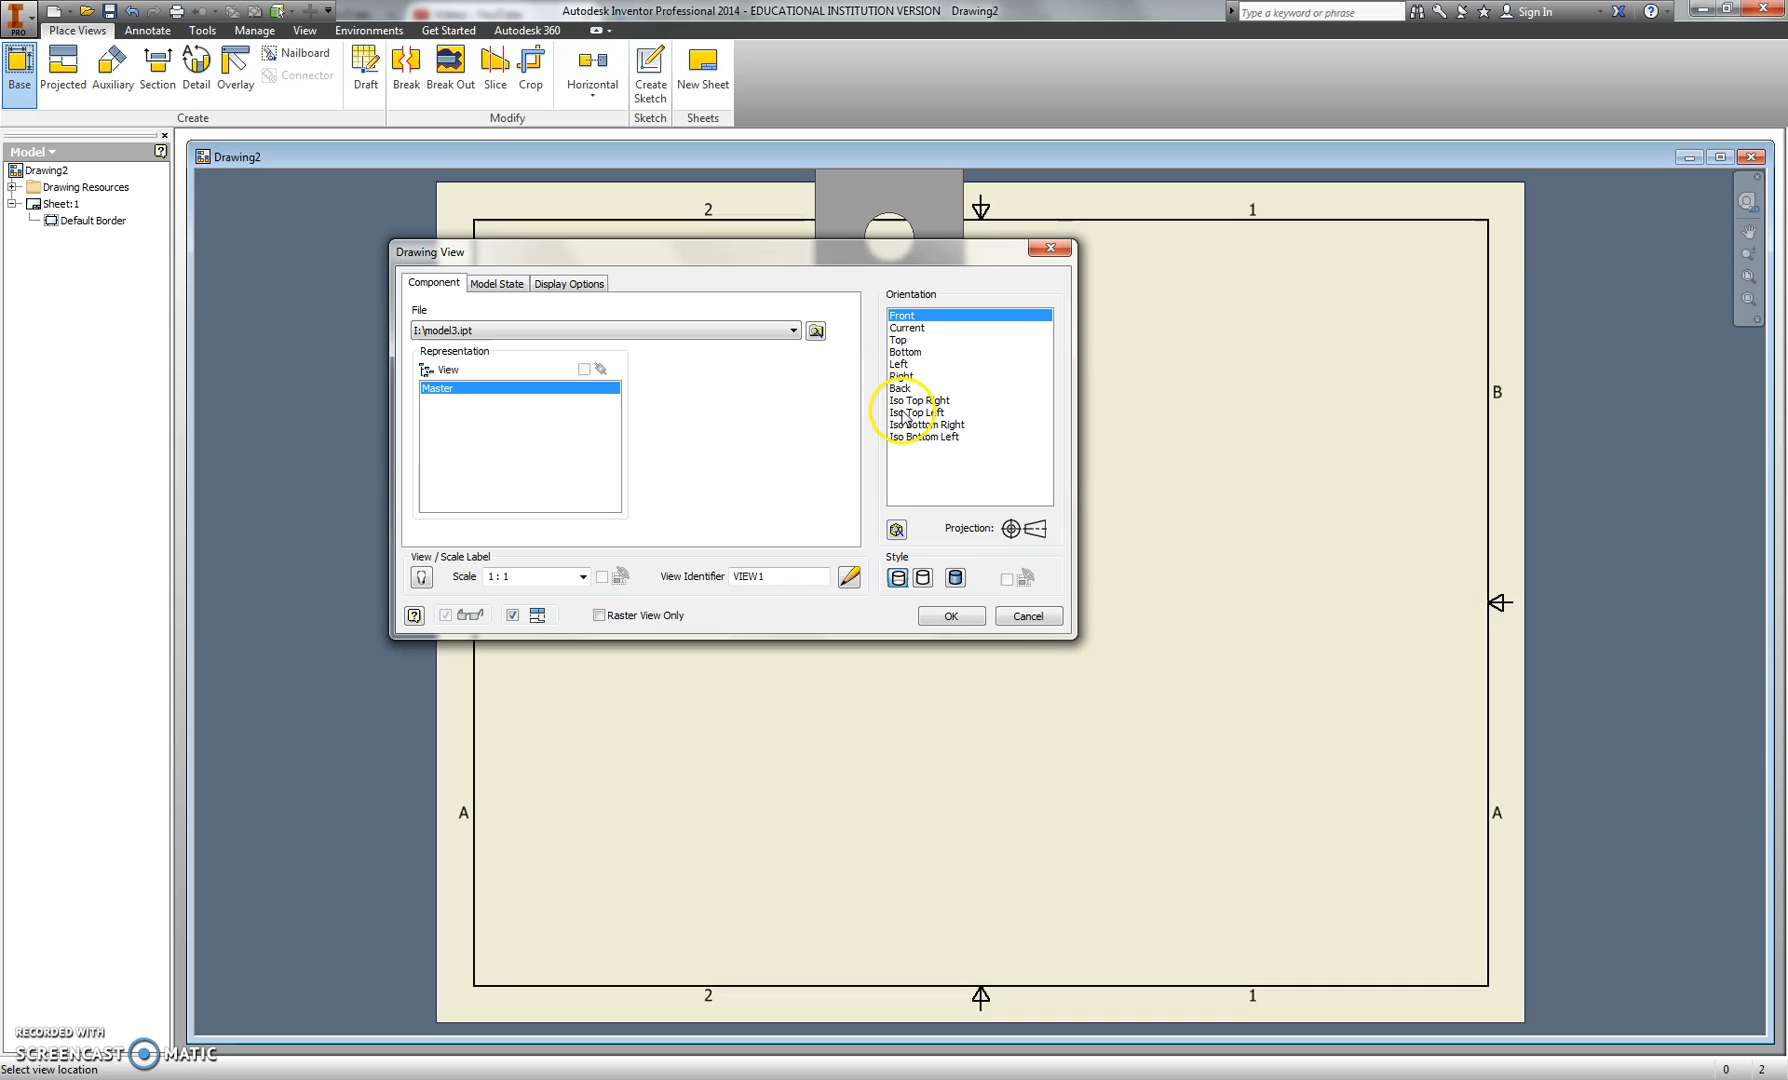 Autodesk Inventor Professional 2014 - EDUCATIONAL INSTITUTION VERSION Drawing2
Type a keyword or phrase
Sign In
PRO
Place Views Annotate Tools Manage View Environments Get Started Autodesk 360
Base Projected Auxiliary Section Detail Overlay
Nailboard
Connector
Draft Break Break Out Slice Crop Horizontal
Create Sketch
New Sheet
Create Modify Sketch Sheets
Model
Drawing2
Drawing Resources
Sheet:1
Default Border
Drawing2
2 1
Drawing View
Component Model State Display Options
File
I:\model3.ipt
Representation
View
Master
Orientation
Front
Current
Top
Bottom
Left
Right
Back
Iso Top Right
Iso Top Left
Iso Bottom Right
Iso Bottom Left
Projection:
View / Scale Label
Scale 1 : 1
View Identifier VIEW1
Style
Raster View Only
OK Cancel
B
A A
2 1
RECORDED WITH
SCREENCAST MATIC
Select view location
0 2